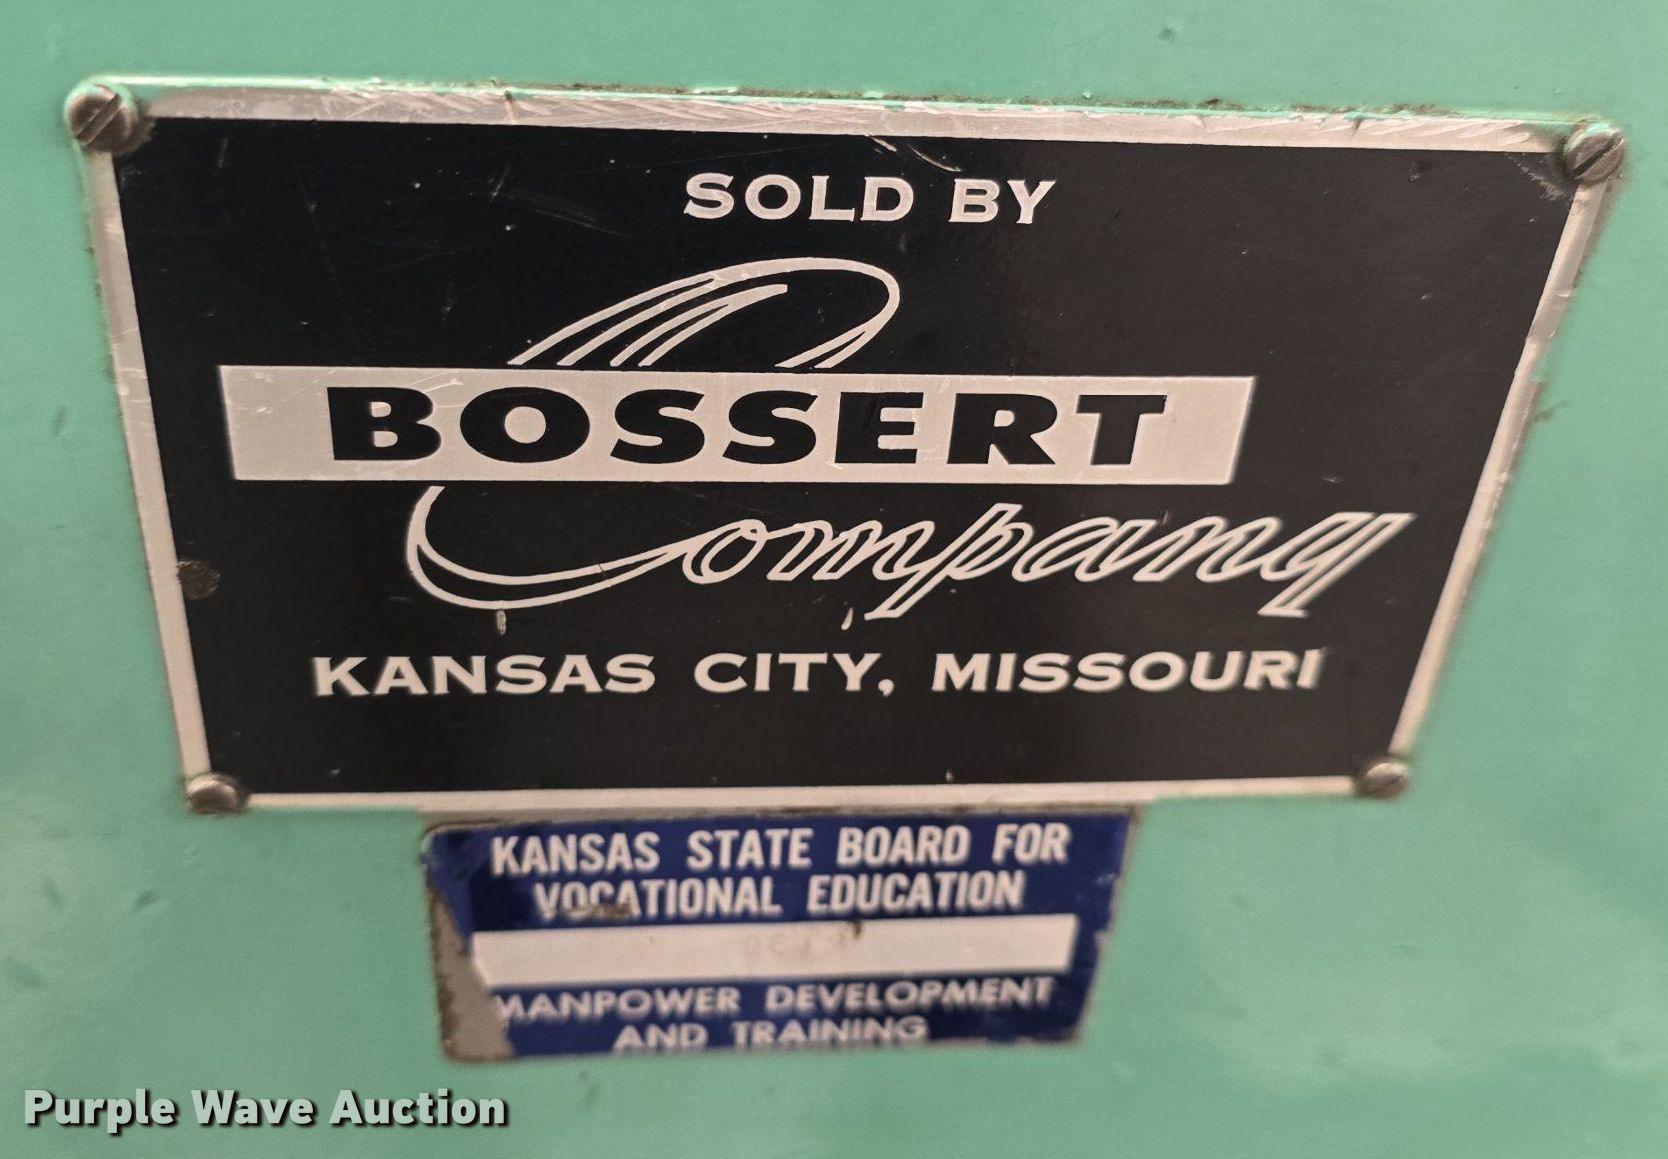 SOLD BY
BOSSERT
Company
KANSAS CITY, MISSOURI
KANSAS STATE BOARD FOR
VOCATIONAL EDUCATION
MANPOWER DEVELOPMENT
AND TRAINING
Purple Wave Auction